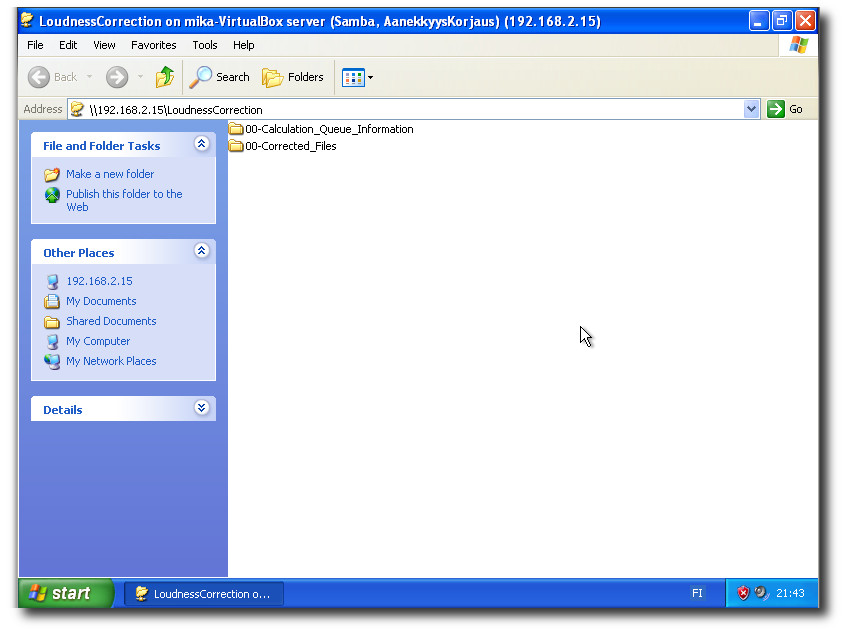 LoudnessCorrection on mika-VirtualBox server (Samba, AanekkyysKorjaus) (192.168.2.15)
File Edit View Favorites Tools Help
Back Search Folders
Address \\192.168.2.15\LoudnessCorrection Go
File and Folder Tasks
Make a new folder
Publish this folder to the
Web
Other Places
192.168.2.15
My Documents
Shared Documents
My Computer
My Network Places
Details
00-Calculation_Queue_Information
00-Corrected_Files
start LoudnessCorrection o... FI 21:43